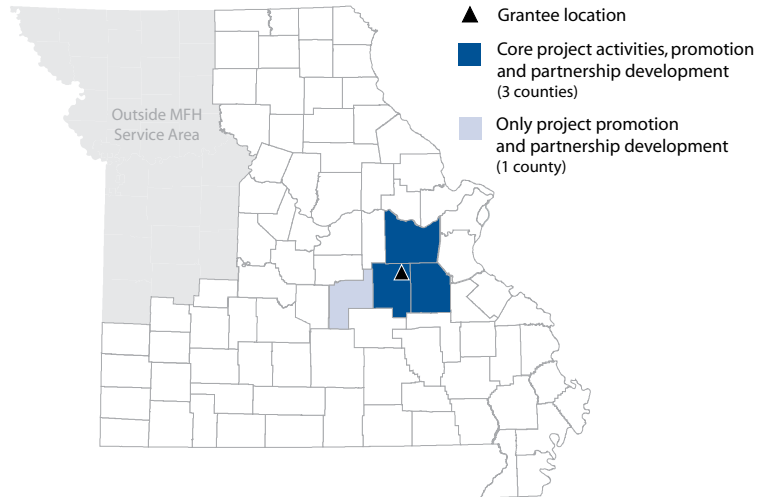 Grantee location
Core project activities, promotion
and partnership development
(3 counties)
Only project promotion
and partnership development
(1 county)
Outside MFH
Service Area